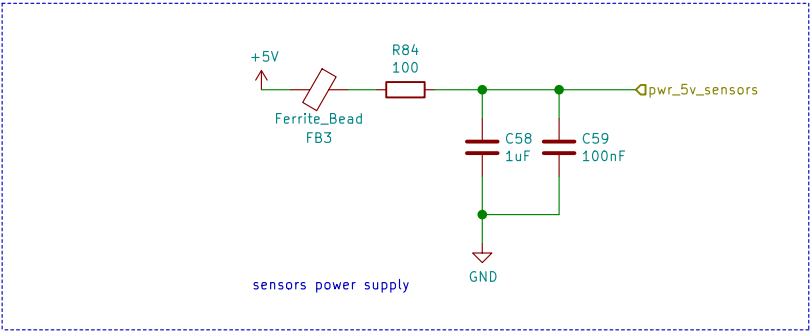 +5V
Ferrite_Bead
FB3
R84
100
pwr_5v_sensors
C58
1uF
C59
100nF
GND
sensors power supply